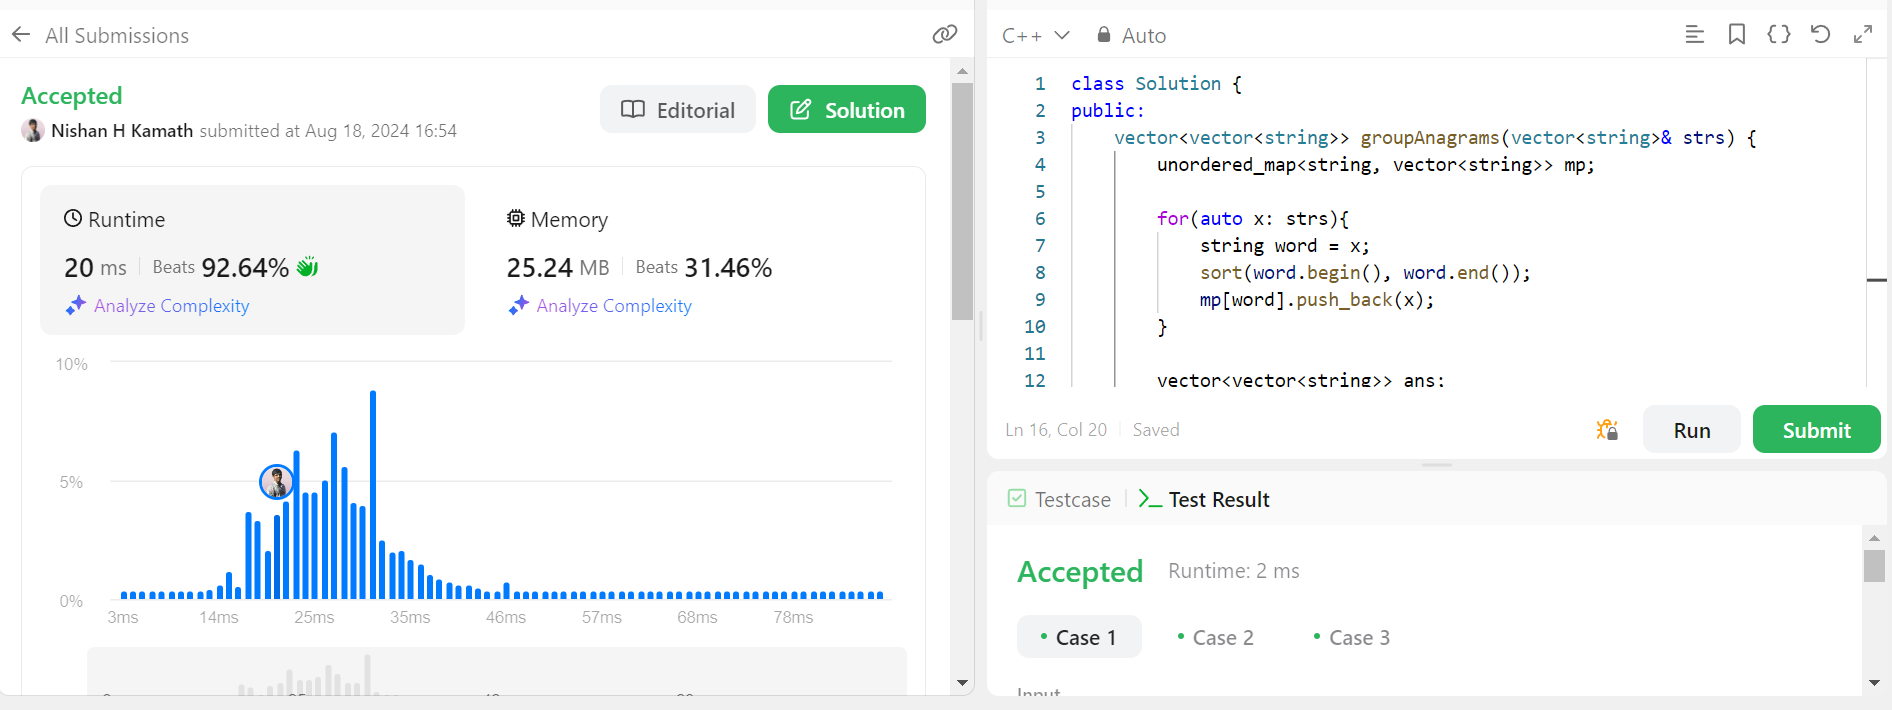 All Submissions
Accepted
Nishan H Kamath submitted at Aug 18, 2024 16:54
Editorial
Solution
Runtime
20 ms Beats 92.64%
Analyze Complexity
Memory
25.24 MB Beats 31.46%
Analyze Complexity
10%
5%
0%
3ms 14ms 25ms 35ms 46ms 57ms 68ms 78ms
C++ Auto
1 class Solution {
2 public:
3 vector<vector<string>> groupAnagrams(vector<string>& strs) {
4 unordered_map<string, vector<string>> mp;
5
6 for(auto x: strs){
7 string word = x;
8 sort(word.begin(), word.end());
9 mp[word].push_back(x);
10 }
11
12 vector<vector<string>> ans;
Ln 16, Col 20 Saved
Run
Submit
Testcase
Test Result
Accepted Runtime: 2 ms
• Case 1 • Case 2 • Case 3
Input